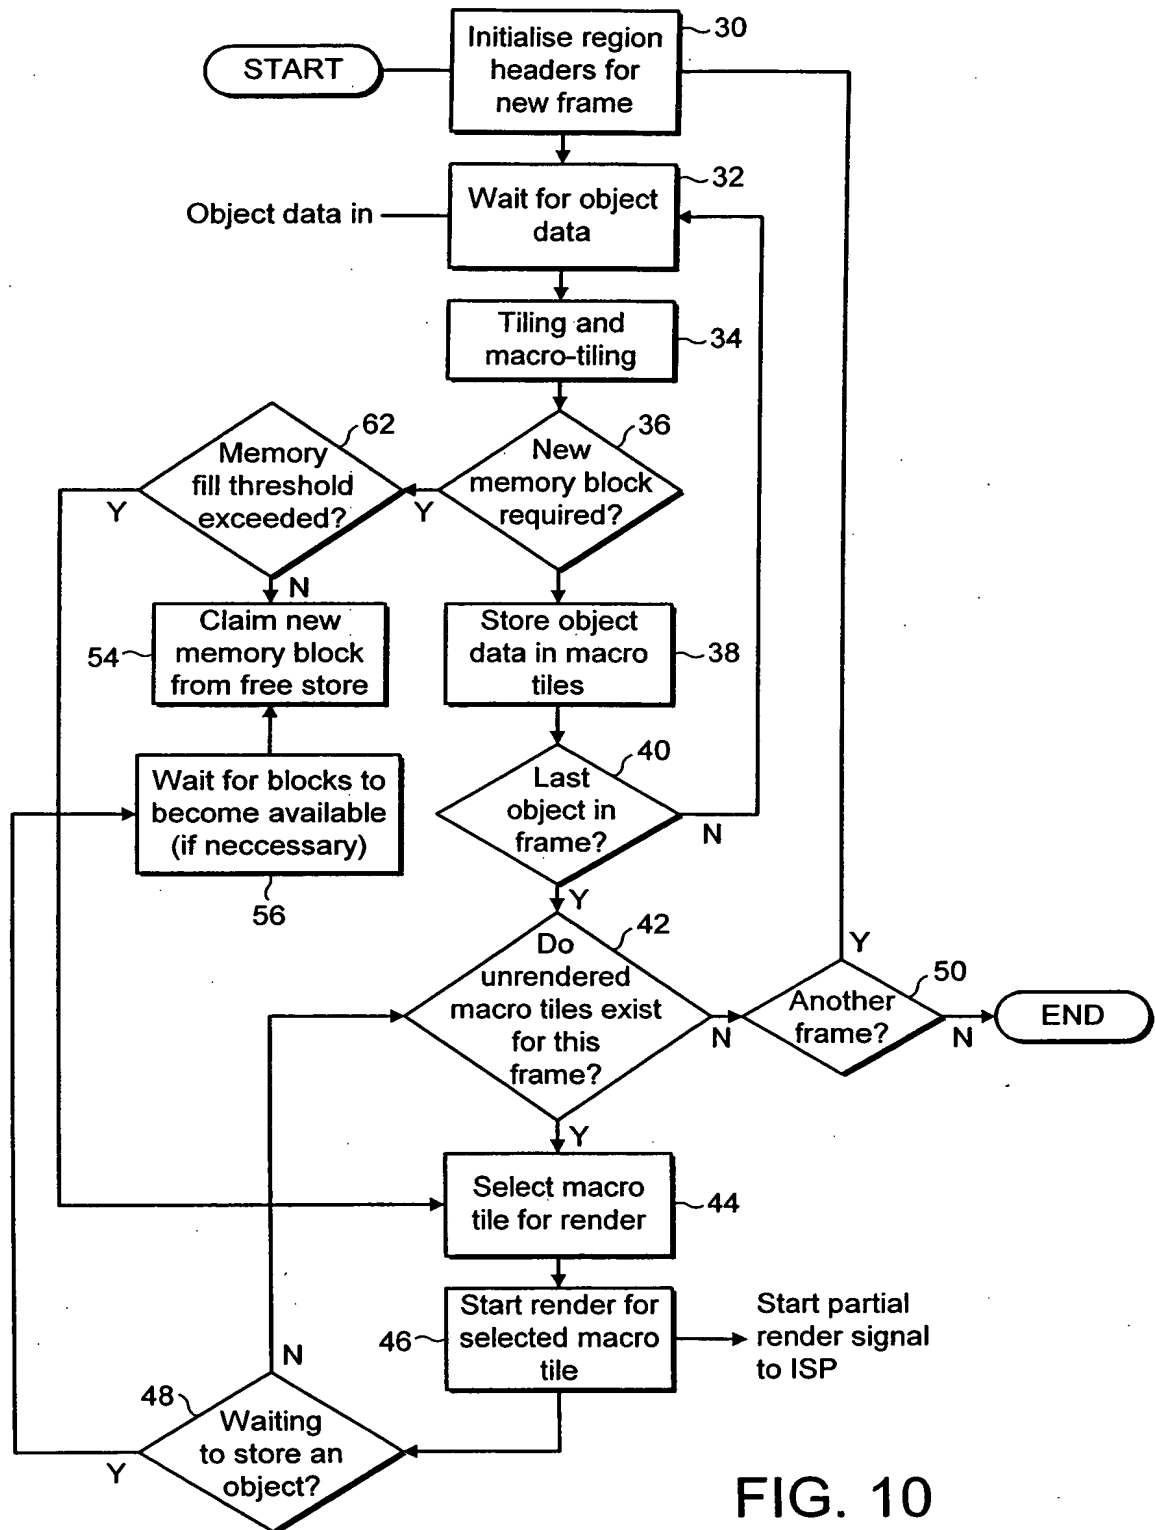 START
Initialise region
headers for
new frame
30
Object data in
Wait for object
data
32
Tiling and
macro-tiling
34
Memory
fill threshold
exceeded?
62
Y
N
New
memory block
required?
36
Y
Claim new
memory block
from free store
54
Store object
data in macro
tiles
38
Wait for blocks to
become available
(if neccessary)
56
Last
object in
frame?
40
N
Y
Do
unrendered
macro tiles exist
for this
frame?
42
N
Y
Another
frame?
50
Y
N
END
Select macro
tile for render
44
Start render for
selected macro
tile
46
Start partial
render signal
to ISP
Waiting
to store an
object?
48
N
Y
FIG. 10